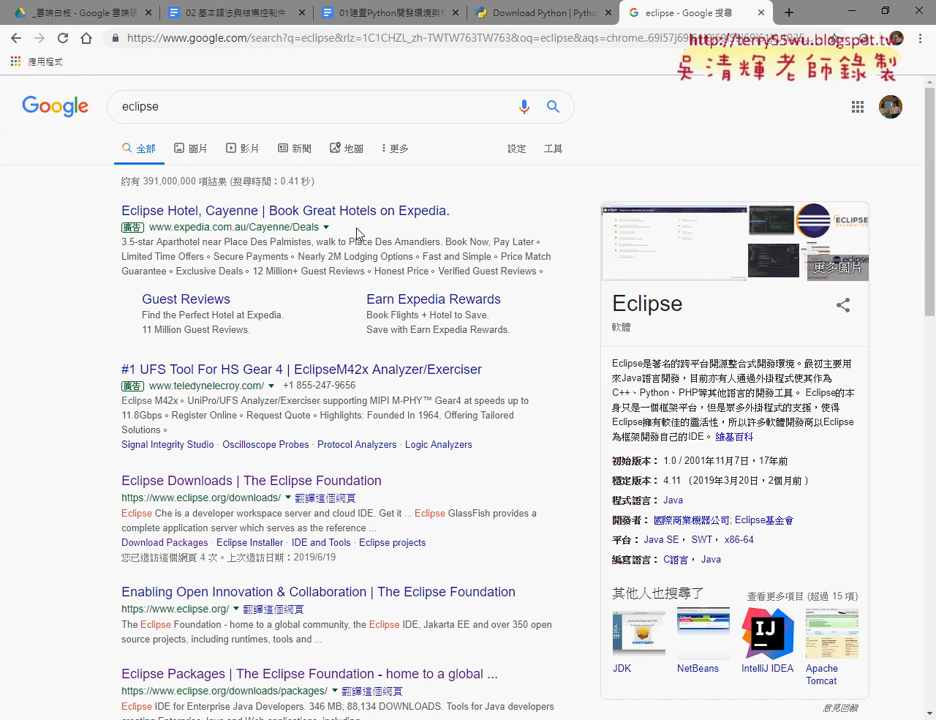 _雲端白板 - Google 雲端硬
02 基本語法與結構控制作 -
01建置Python開發環境與
Download Python | Pytho
eclipse - Google 搜尋
https://www.google.com/search?q=eclipse&rlz=1C1CHZL_zh-TWTW763TW763&oq=eclipse&aqs=chrome..69i57j69
http://terry55wu.blogspot.tw
吳清輝老師錄製
應用程式
Google
eclipse
全部 圖片 影片 新聞 地圖 更多 設定 工具
約有 391,000,000 項結果 (搜尋時間：0.41 秒)
Eclipse Hotel, Cayenne | Book Great Hotels on Expedia.
廣告 www.expedia.com.au/Cayenne/Deals
3.5-star Aparthotel near Place Des Palmistes, walk to Place Des Amandiers. Book Now, Pay Later。
Limited Time Offers。Secure Payments。Nearly 2M Lodging Options。Fast and Simple。Price Match
Guarantee。Exclusive Deals。12 Million+ Guest Reviews。Honest Price。Verified Guest Reviews。
Guest Reviews
Find the Perfect Hotel at Expedia.
11 Million Guest Reviews.
Earn Expedia Rewards
Book Flights + Hotel to Save.
Save with Earn Expedia Rewards.
#1 UFS Tool For HS Gear 4 | EclipseM42x Analyzer/Exerciser
廣告 www.teledynelecroy.com/ +1 855-247-9656
Eclipse M42x。UniPro/UFS Analyzer/Exerciser supporting MIPI M-PHY™ Gear4 at speeds up to
11.8Gbps。Register Online。Request Quote。Highlights: Founded In 1964, Offering Tailored
Solutions。
Signal Integrity Studio · Oscilloscope Probes · Protocol Analyzers · Logic Analyzers
Eclipse Downloads | The Eclipse Foundation
https://www.eclipse.org/downloads/ 翻譯這個網頁
Eclipse Che is a developer workspace server and cloud IDE. Get it ... Eclipse GlassFish provides a
complete application server which serves as the reference ...
Download Packages · Eclipse Installer · IDE and Tools · Eclipse projects
您已造訪這個網頁 4 次。上次造訪日期：2019/6/19
Enabling Open Innovation & Collaboration | The Eclipse Foundation
https://www.eclipse.org/ 翻譯這個網頁
The Eclipse Foundation - home to a global community, the Eclipse IDE, Jakarta EE and over 350 open
source projects, including runtimes, tools and ...
Eclipse Packages | The Eclipse Foundation - home to a global ...
https://www.eclipse.org/downloads/packages/ 翻譯這個網頁
Eclipse IDE for Enterprise Java Developers. 346 MB; 88,134 DOWNLOADS. Tools for Java developers
creating Enterprise Java and Web applications, including
ECLIPSE
更多圖片
eclipse
Eclipse
軟體
Eclipse是著名的跨平台開源整合式開發環境。最初主要用
來Java語言開發，目前亦有人通過外掛程式使其作為
C++、Python、PHP等其他語言的開發工具。 Eclipse的本
身只是一個框架平台，但是眾多外掛程式的支援，使得
Eclipse擁有較佳的靈活性，所以許多軟體開發商以Eclipse
為框架開發自己的IDE。 維基百科
初始版本： 1.0 / 2001年11月7日，17年前
穩定版本： 4.11 （2019年3月20日，2個月前）
程式語言： Java
開發者： 國際商業機器公司; Eclipse基金會
平台： Java SE， SWT， x86-64
編寫語言： C語言， Java
其他人也搜尋了
查看更多項目 (超過 15 項)
IJ
JDK
NetBeans
IntelliJ IDEA
Apache
Tomcat
意見回饋